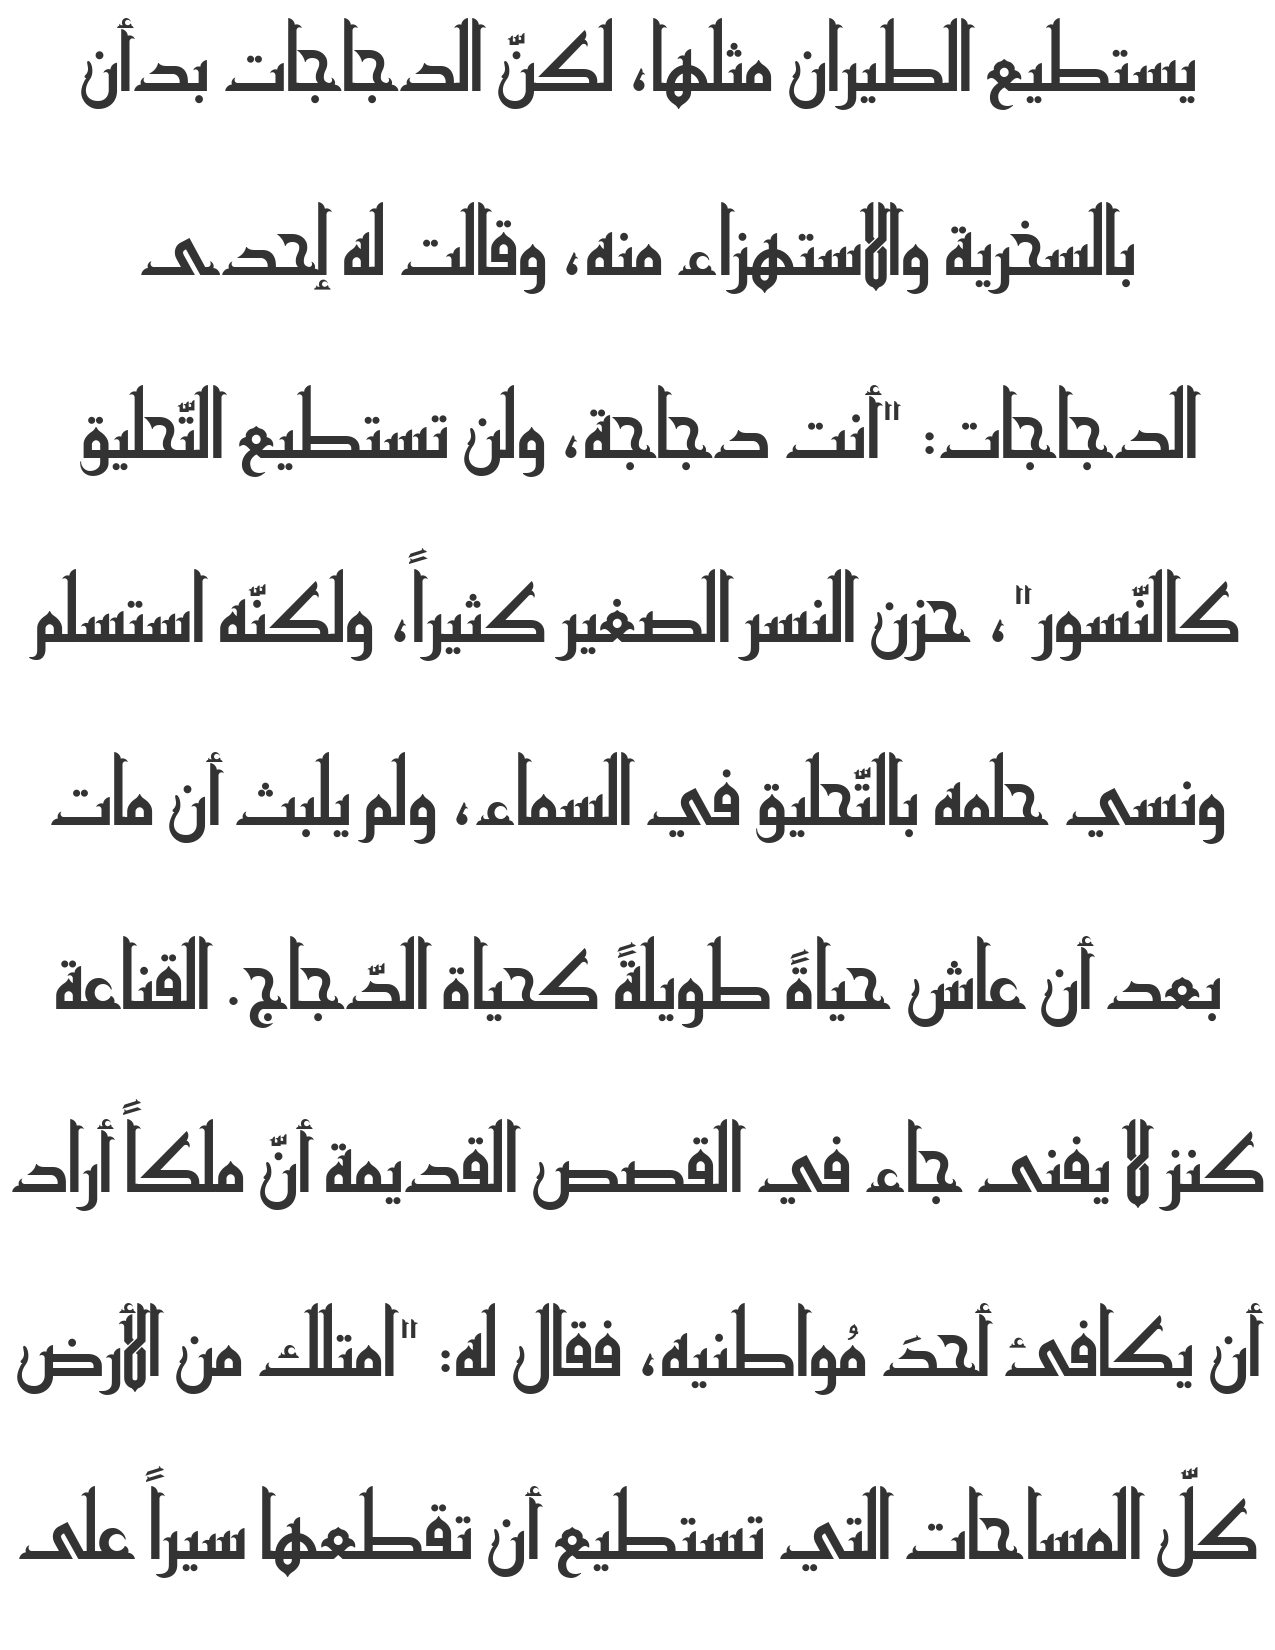 يستطيع الطيران مثلها، لكنّ الدجاجات بدأن
بالسخرية والاستهزاء منه، وقالت له إحدى
الدجاجات: "أنت دجاجة، ولن تستطيع التّحليق
كالنّسور"، حزن النسر الصغير كثيراً، ولكنّه استسلم
ونسي حلمه بالتّحليق في السماء، ولم يلبث أن مات
بعد أن عاش حياةً طويلةً كحياة الدّجاج. القناعة
كنز لا يفنى جاء في القصص القديمة أنّ ملكاً أراد
أن يكافئ أحدَ مُواطنيه، فقال له: "امتلك من الأرض
كلّ المساحات التي تستطيع أن تقطعها سيراً على